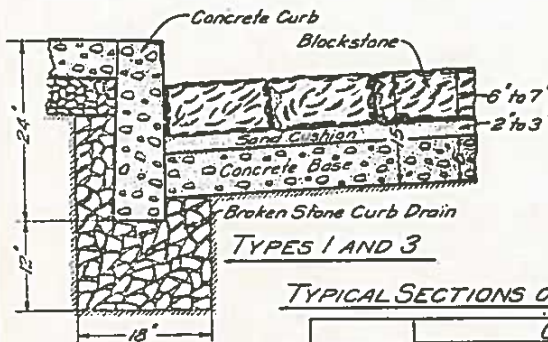 Concrete Curb
Blockstone
6" to 7"
2" to 3"
24"
15"
Sand Cushion
Concrete Base
Broken Stone Curb Drain
12"
TYPES 1 AND 3
TYPICAL SECTIONS O
18"